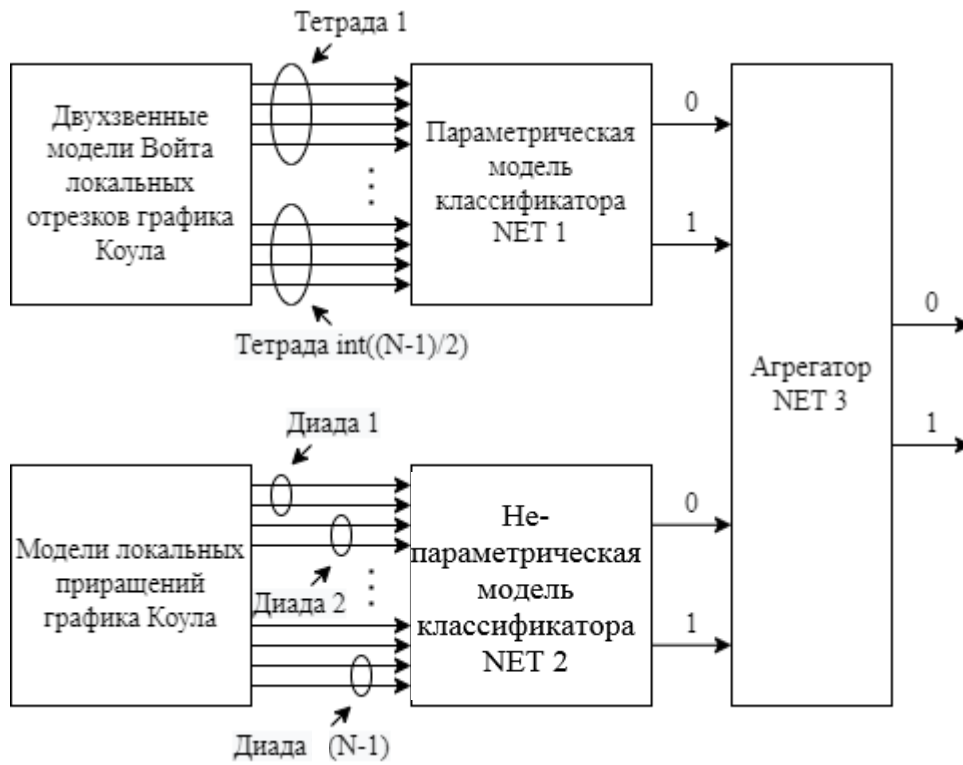 Тетрада 1
Двухзвенные
модели Войта
локальных
отрезков графика
Коула
Параметрическая
модель
классификатора
NET 1
0
1
Тетрада int((N-1)/2)
Агрегатор
NET 3
0
1
Диада 1
Модели локальных
приращений
графика Коула
Диада 2
Не-
параметрическая
модель
классификатора
NET 2
0
1
Диада (N-1)